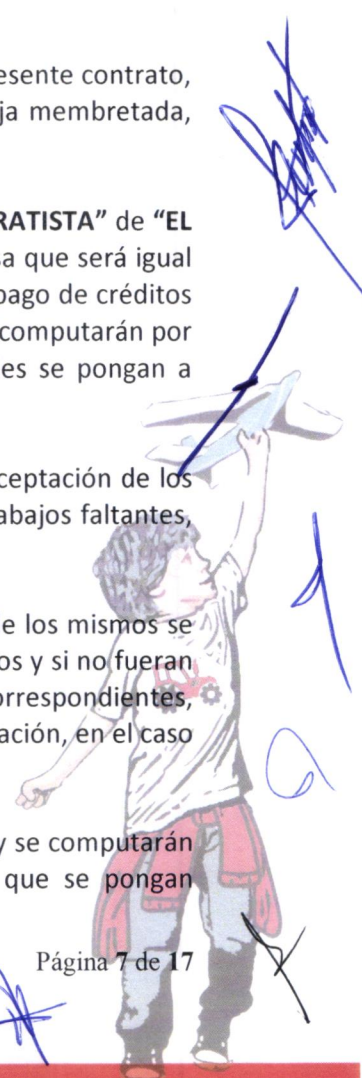 esente contrato,
ja membretada,
RATISTA" de "EL
sa que será igual
pago de créditos
computarán por
es se pongan a
ceptación de los
abajos faltantes,
e los mismos se
os y si no fueran
orrespondientes,
ación, en el caso
y se computarán
que se pongan
Página 7 de 17